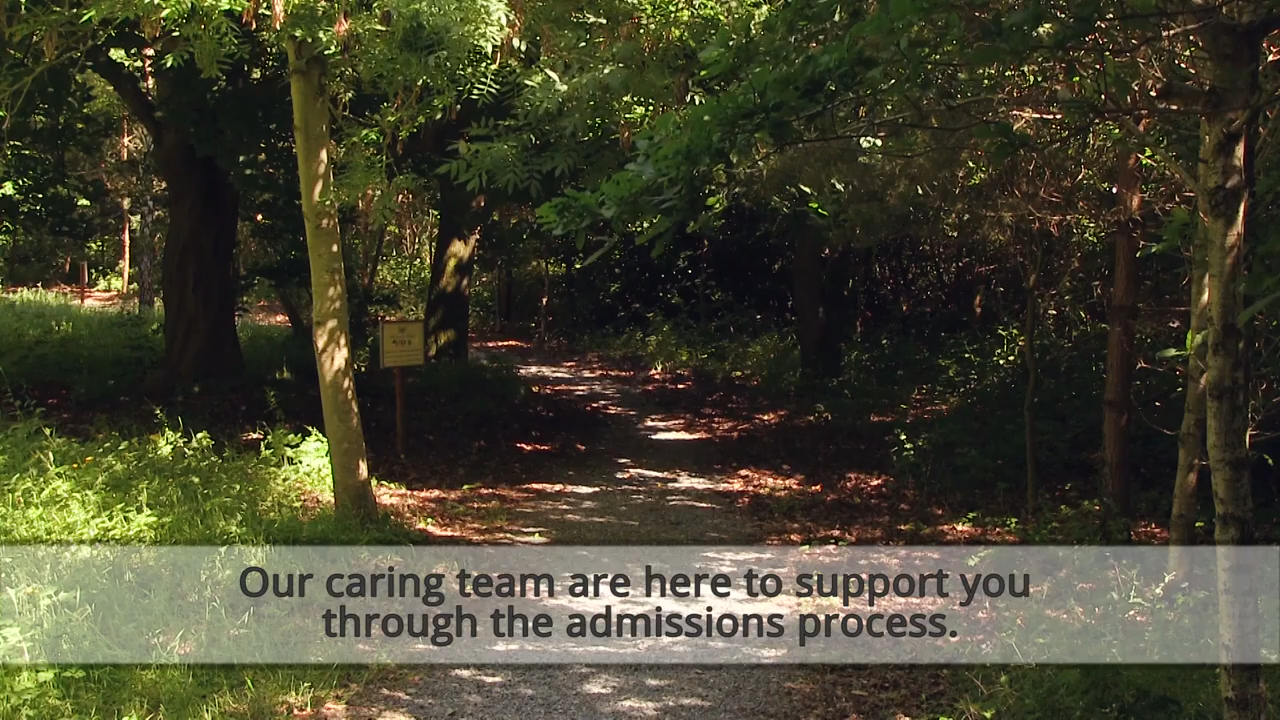 Our caring team are here to support you
through the admissions process.